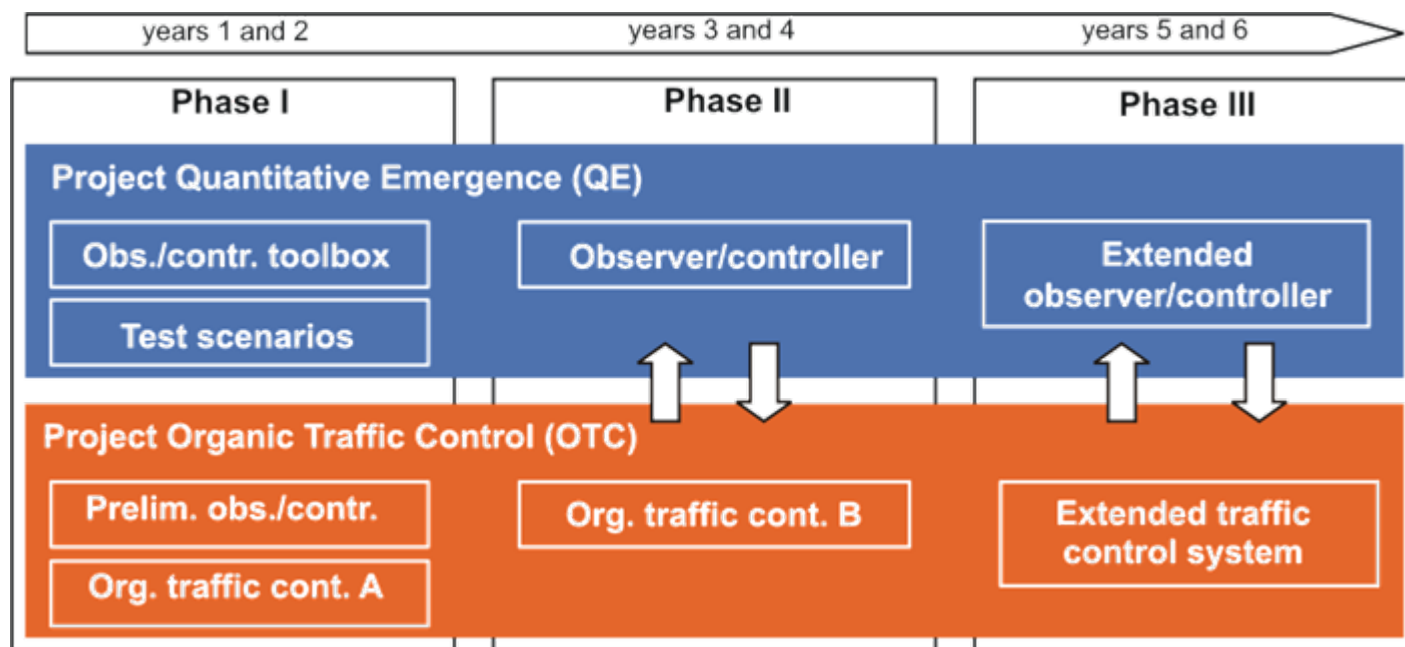 years 1 and 2
years 3 and 4
years 5 and 6
Phase I
Phase II
Phase III
Project Quantitative Emergence (QE)
Obs./contr. toolbox
Test scenarios
Observer/controller
Extended
observer/controller
Project Organic Traffic Control (OTC)
Prelim. obs./contr.
Org. traffic cont. A
Org. traffic cont. B
Extended traffic
control system